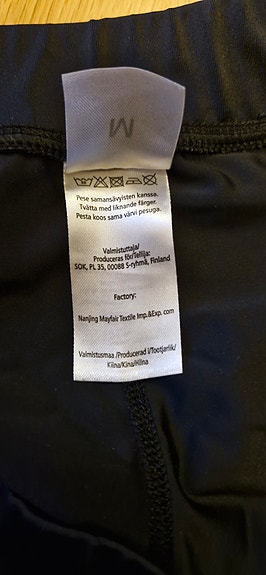 M
Pese samansävyisten kanssa.
Tvätta med liknande färger.
Pesta koos sama värvi pesuga.
Valmistuttaja/
Produceras för/Tellija:
SOK, PL 35, 00088 S-ryhmä, Finland
Factory:
Nanjing Mayfair Textile Imp.&Exp. com
Valmistusmaa /Producerad i/Tootjariik/
Kiina/Kina/Hiina